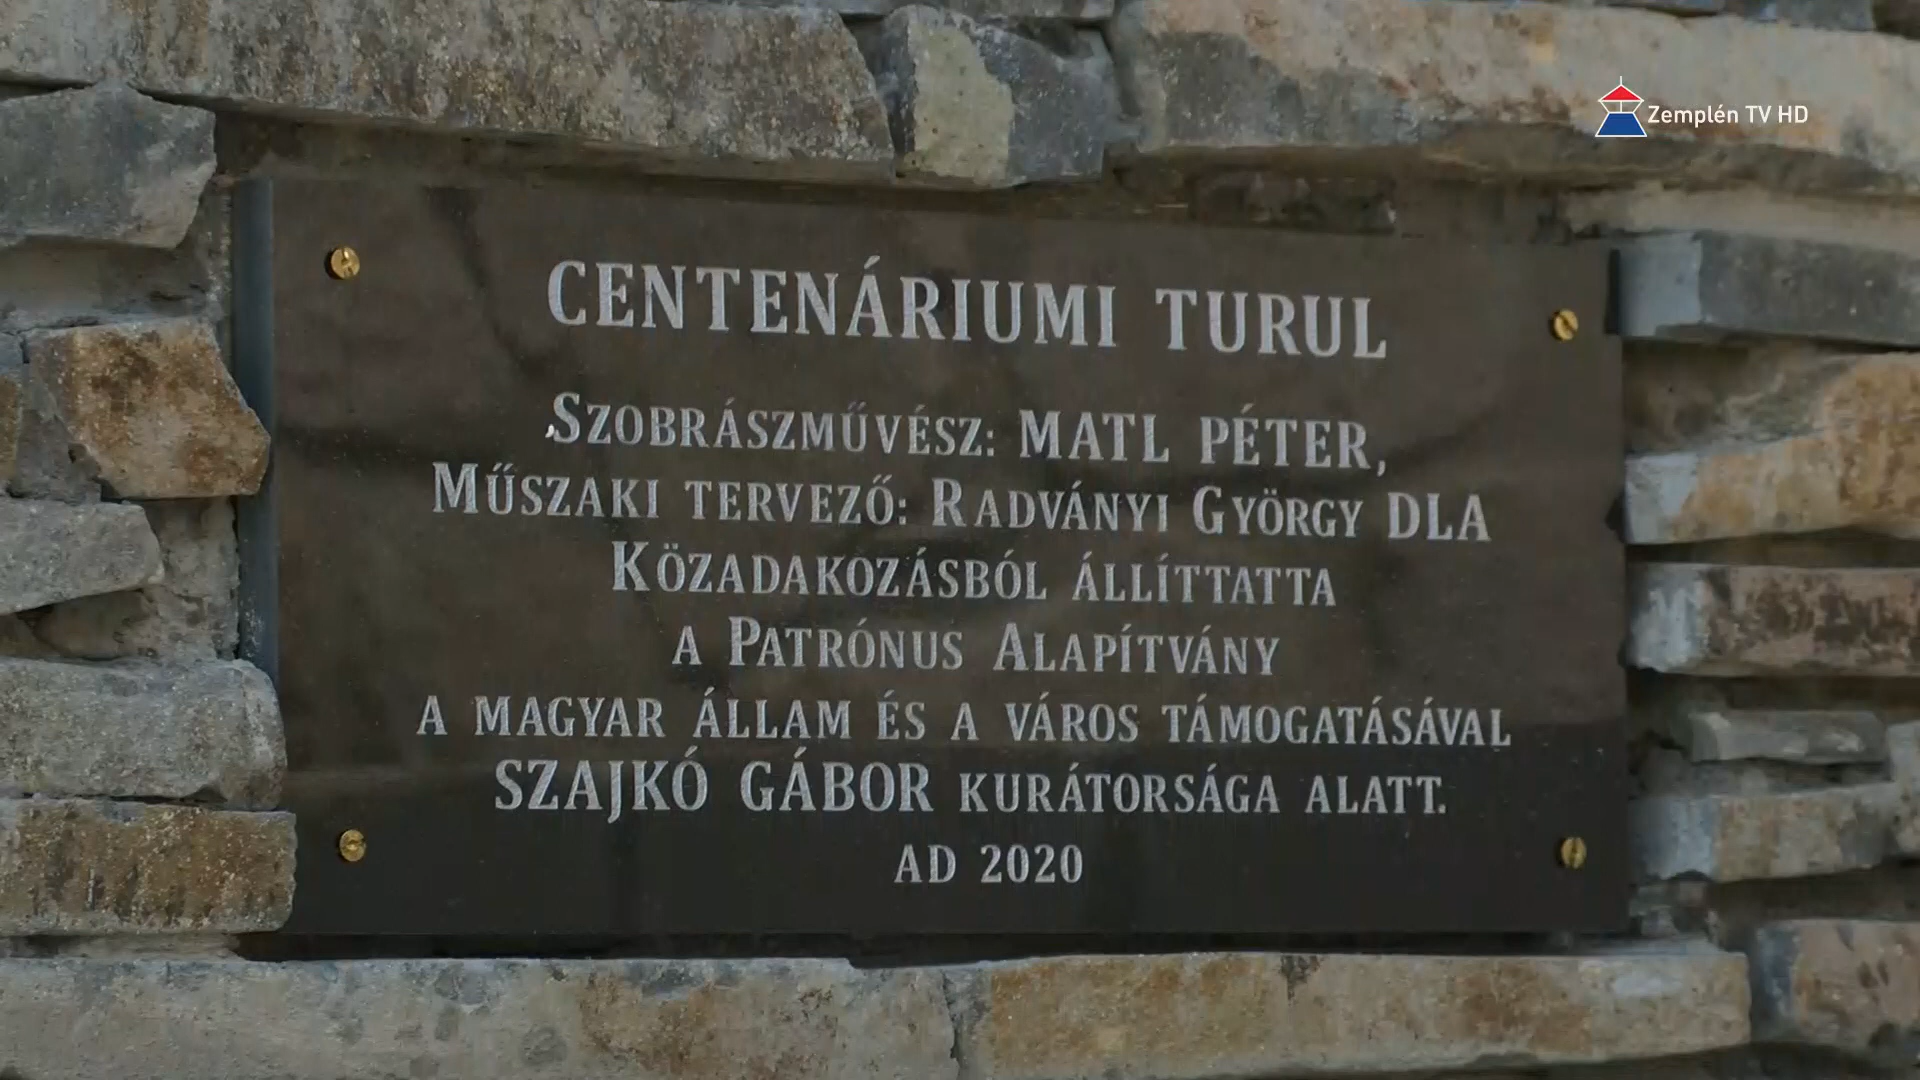 Zemplén TV HD
CENTENÁRIUMI TURUL
SZOBRÁSZMŰVÉSZ: MATL PÉTER,
MŰSZAKI TERVEZŐ: RADVÁNYI GYÖRGY DLA
KÖZADAKOZÁSBÓL ÁLLÍTTATTA
A PATRÓNUS ALAPÍTVÁNY
A MAGYAR ÁLLAM ÉS A VÁROS TÁMOGATÁSÁVAL
SZAJKÓ GÁBOR KURÁTORSÁGA ALATT.
AD 2020